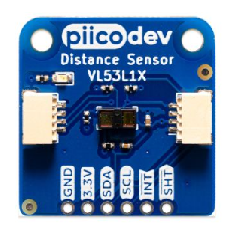 piicodev
Distance Sensor
VL53L1X
GND 3.3V SDA SCL INT SHT